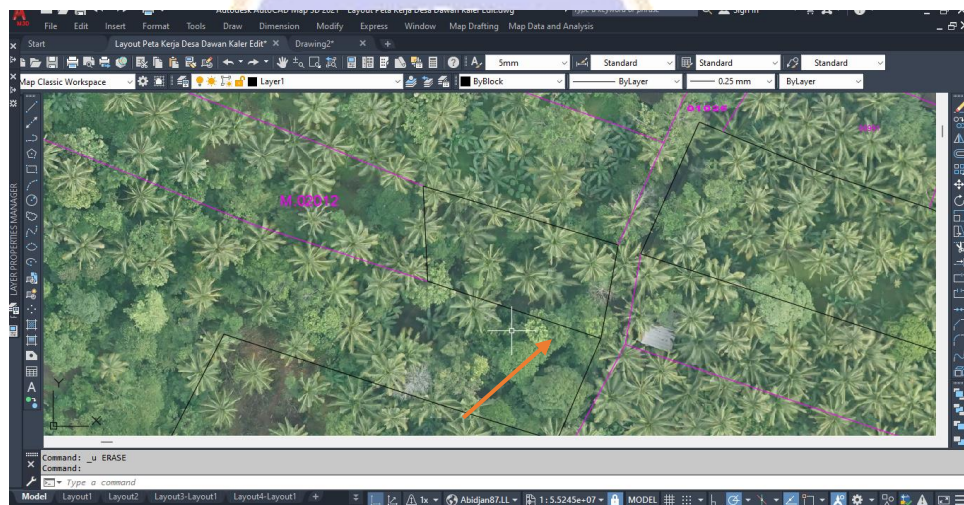 Autodesk AutoCAD Map 3D 2021 Layout Peta Kerja Desa Dawan Kaler Edit.dwg
Type a keyword or phrase
Sign In
File Edit Insert Format Tools Draw Dimension Modify Express Window Map Drafting Map Data and Analysis
Start Layout Peta Kerja Desa Dawan Kaler Edit* Drawing2*
5mm Standard Standard Standard
Map Classic Workspace Layer1 ByBlock ByLayer 0.25 mm ByLayer
LAYER PROPERTIES MANAGER
Y
X
Command: _u ERASE
Command:
Type a command
Model Layout1 Layout2 Layout3-Layout1 Layout4-Layout1 + 1x Abidjan87.LL 1:5.5245e+07 MODEL